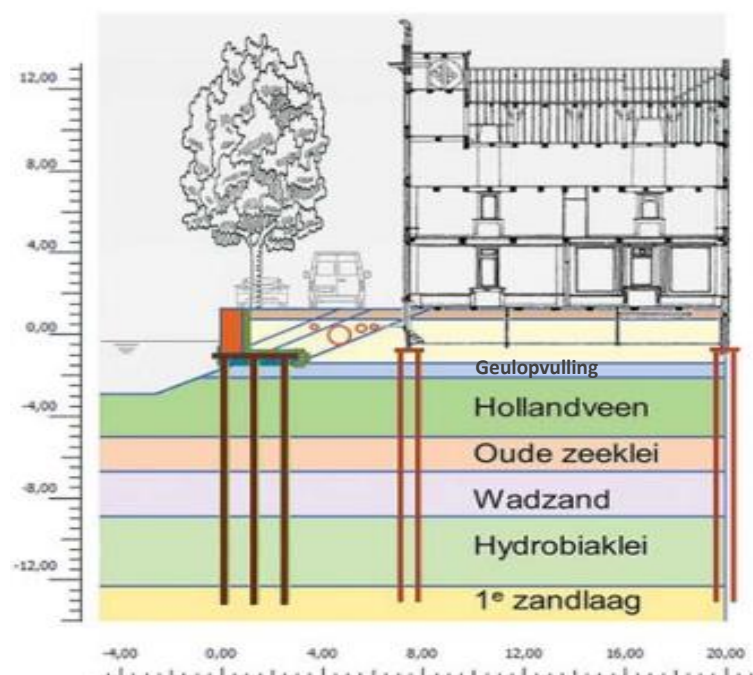 12,00
8,00
4,00
0,00
-4,00
-8,00
-12,00
Geulopvulling
Hollandveen
Oude zeeklei
Wadzand
Hydrobiaklei
1e zandlaag
-4,00 0,00 4,00 8,00 12,00 16,00 20,00